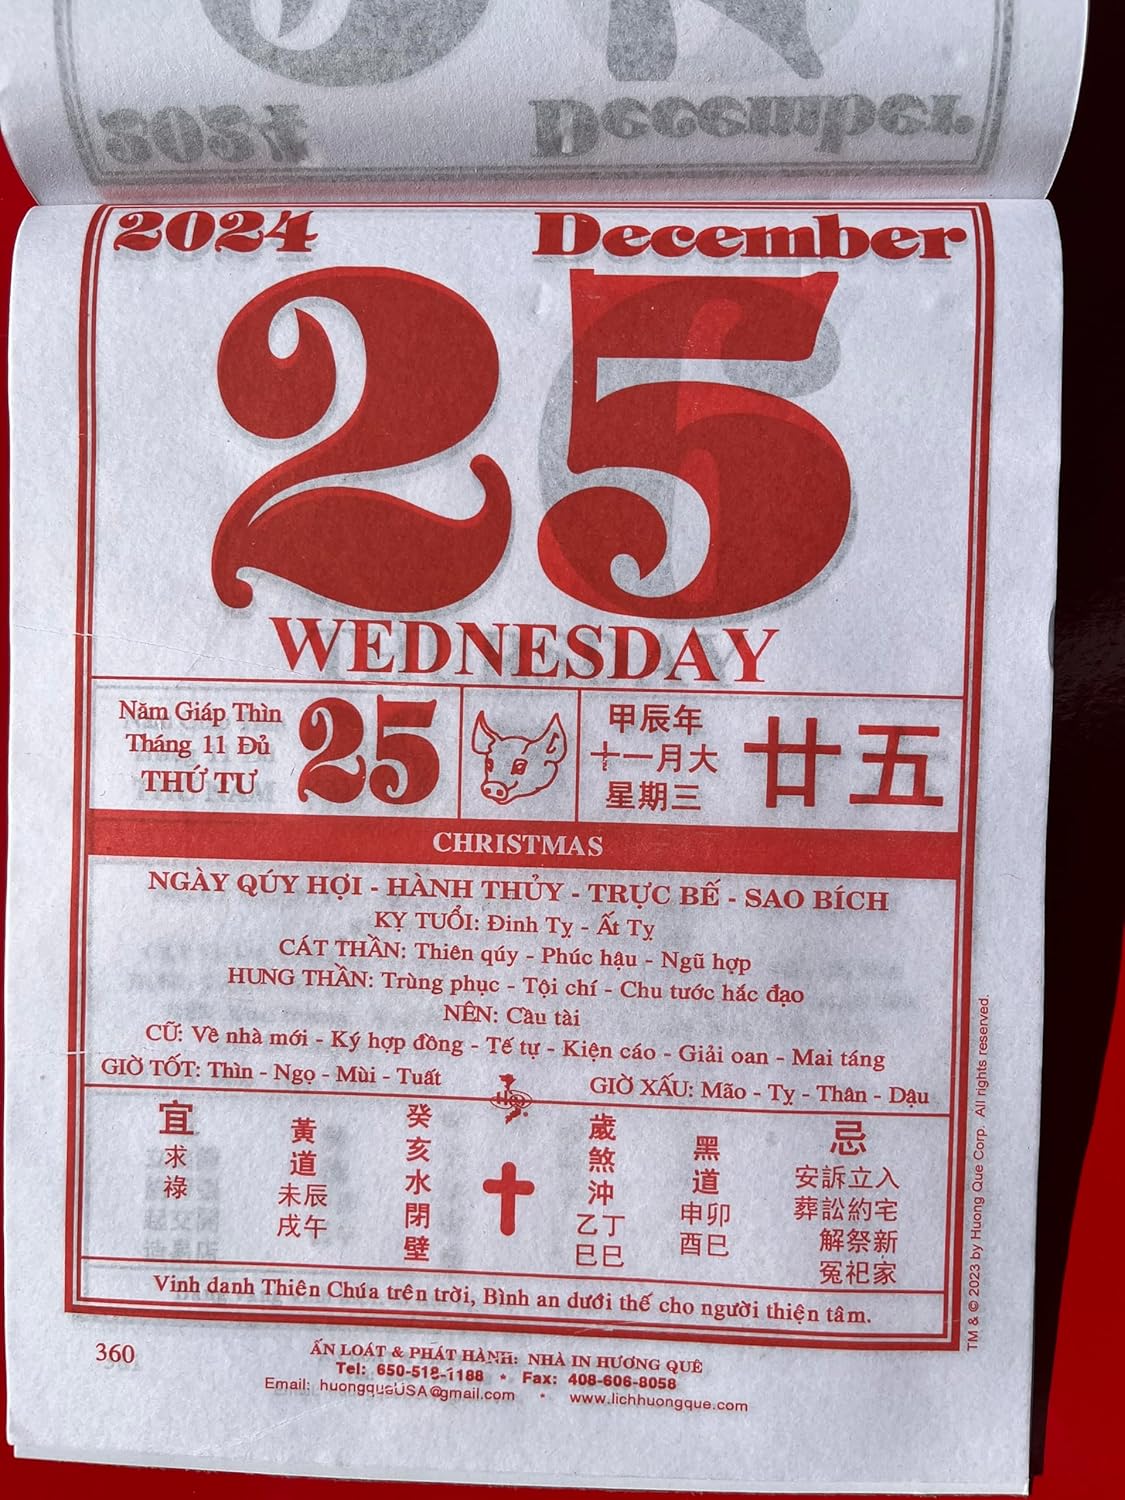 2024 December
25
WEDNESDAY
Năm Giáp Thìn
Tháng 11 Đủ
THỨ TƯ
25
甲辰年
十一月大
星期三
廿五
CHRISTMAS
NGÀY QÚY HỢI - HÀNH THỦY - TRỰC BẾ - SAO BÍCH
KỴ TUỔI: Đinh Tỵ - Ất Tỵ
CÁT THẦN: Thiên qúy - Phúc hậu - Ngũ hợp
HUNG THẦN: Trùng phục - Tội chí - Chu tước hắc đạo
NÊN: Cầu tài
CỮ: Về nhà mới - Ký hợp đồng - Tế tự - Kiện cáo - Giải oan - Mai táng
GIỜ TỐT: Thìn - Ngọ - Mùi - Tuất
GIỜ XẤU: Mão - Tỵ - Thân - Dậu
HQ
宜
求
祿
黃
道
未辰
戌午
癸
亥
水
閉
壁
歲
煞
沖
乙丁
巳巳
黑
道
申卯
酉巳
忌
安訴立入
葬訟約宅
解祭新
冤祀家
Vinh danh Thiên Chúa trên trời, Bình an dưới thế cho người thiện tâm.
TM & © 2023 by Huong Que Corp. All rights reserved.
360
ẤN LOÁT & PHÁT HÀNH: NHÀ IN HƯƠNG QUÊ
Tel: 650-518-1188 * Fax: 408-606-8058
Email: huongqueUSA@gmail.com * www.lichhuongque.com